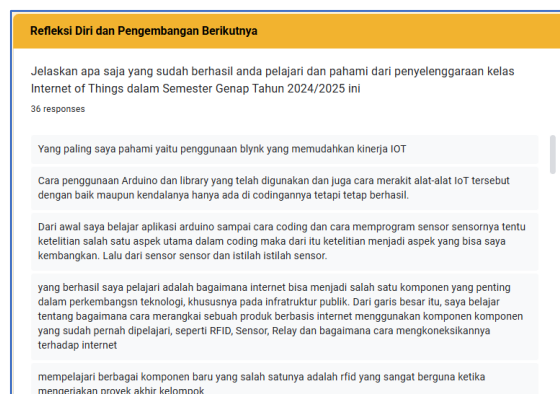 Refleksi Diri dan Pengembangan Berikutnya
Jelaskan apa saja yang sudah berhasil anda pelajari dan pahami dari penyelenggaraan kelas
Internet of Things dalam Semester Genap Tahun 2024/2025 ini
36 responses
Yang paling saya pahami yaitu penggunaan blynk yang memudahkan kinerja IOT
Cara penggunaan Arduino dan library yang telah digunakan dan juga cara merakit alat-alat IoT tersebut
dengan baik maupun kendalanya hanya ada di codingannya tetapi tetap berhasil.
Dari awal saya belajar aplikasi arduino sampai cara coding dan cara memprogram sensor sensornya tentu
ketelitian salah satu aspek utama dalam coding maka dari itu ketelitian menjadi aspek yang bisa saya
kembangkan. Lalu dari sensor sensor dan istilah istilah sensor.
yang berhasil saya pelajari adalah bagaimana internet bisa menjadi salah satu komponen yang penting
dalam perkembangsn teknologi, khususnya pada infratruktur publik. Dari garis besar itu, saya belajar
tentang bagaimana cara merangkai sebuah produk berbasis internet menggunakan komponen komponen
yang sudah pernah dipelajari, seperti RFID, Sensor, Relay dan bagaimana cara mengkoneksikannya
terhadap internet
mempelajari berbagai komponen baru yang salah satunya adalah rfid yang sangat berguna ketika
mengerjakan proyek akhir kelompok